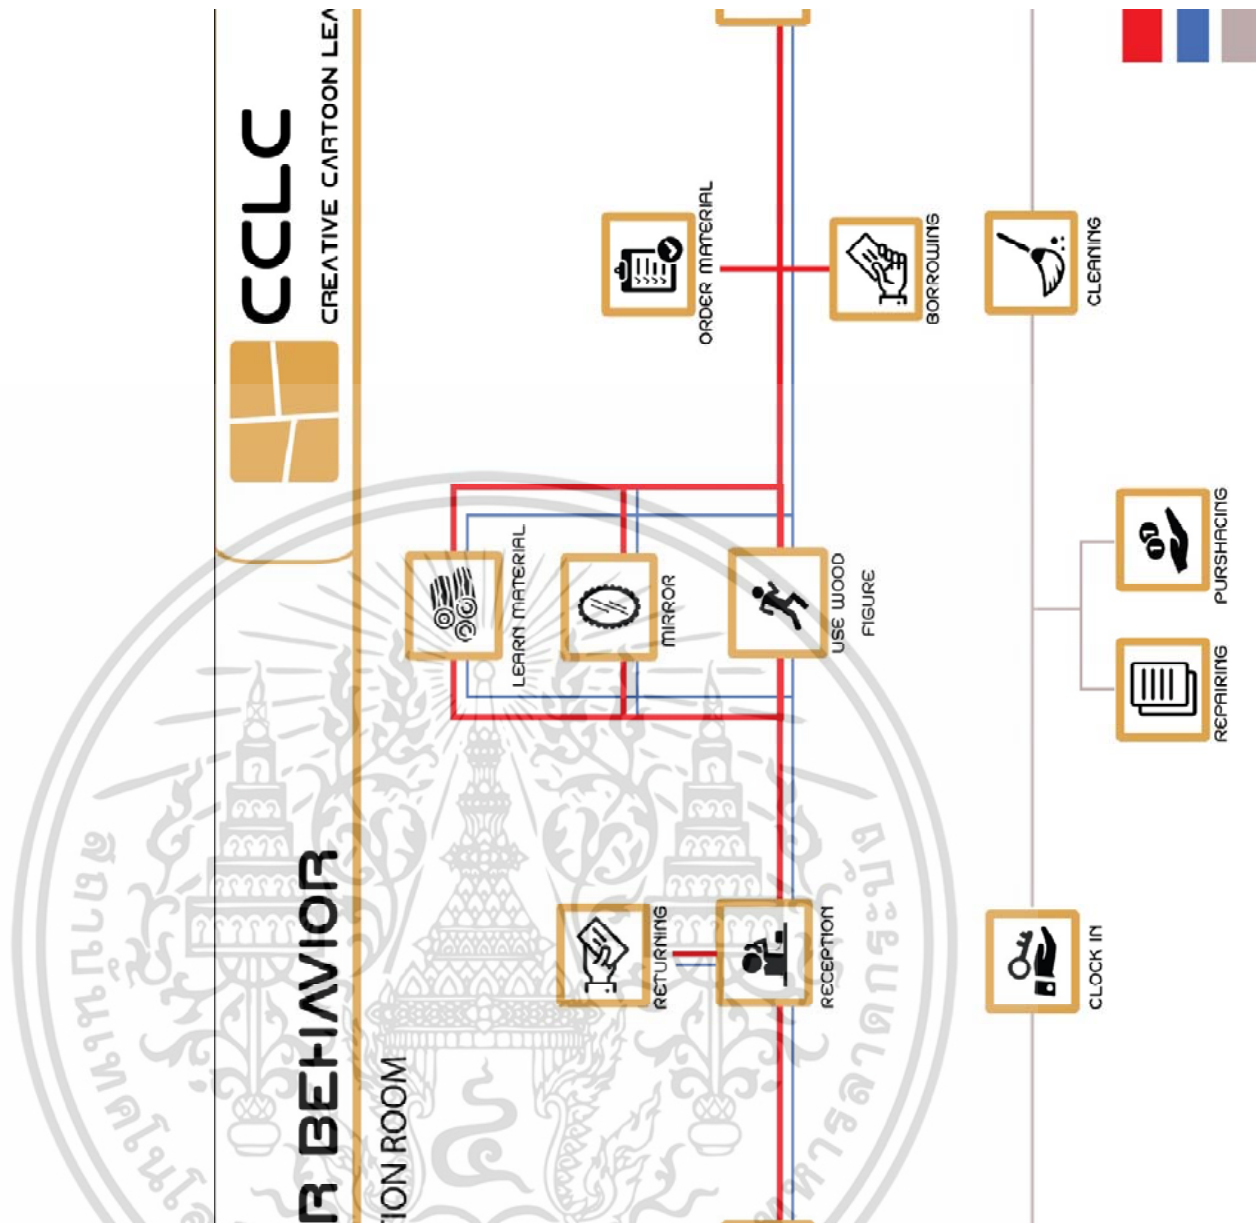 CCLC
CREATIVE CARTOON LEA
R BEHAVIOR
TION ROOM
LEARN MATERIAL
RETURNING
MIRROR
ORDER MATERIAL
RECEPTION
USE WOOD
FIGURE
BORROWING
CLOCK IN
CLEANING
REPAIRING
PURSHACING